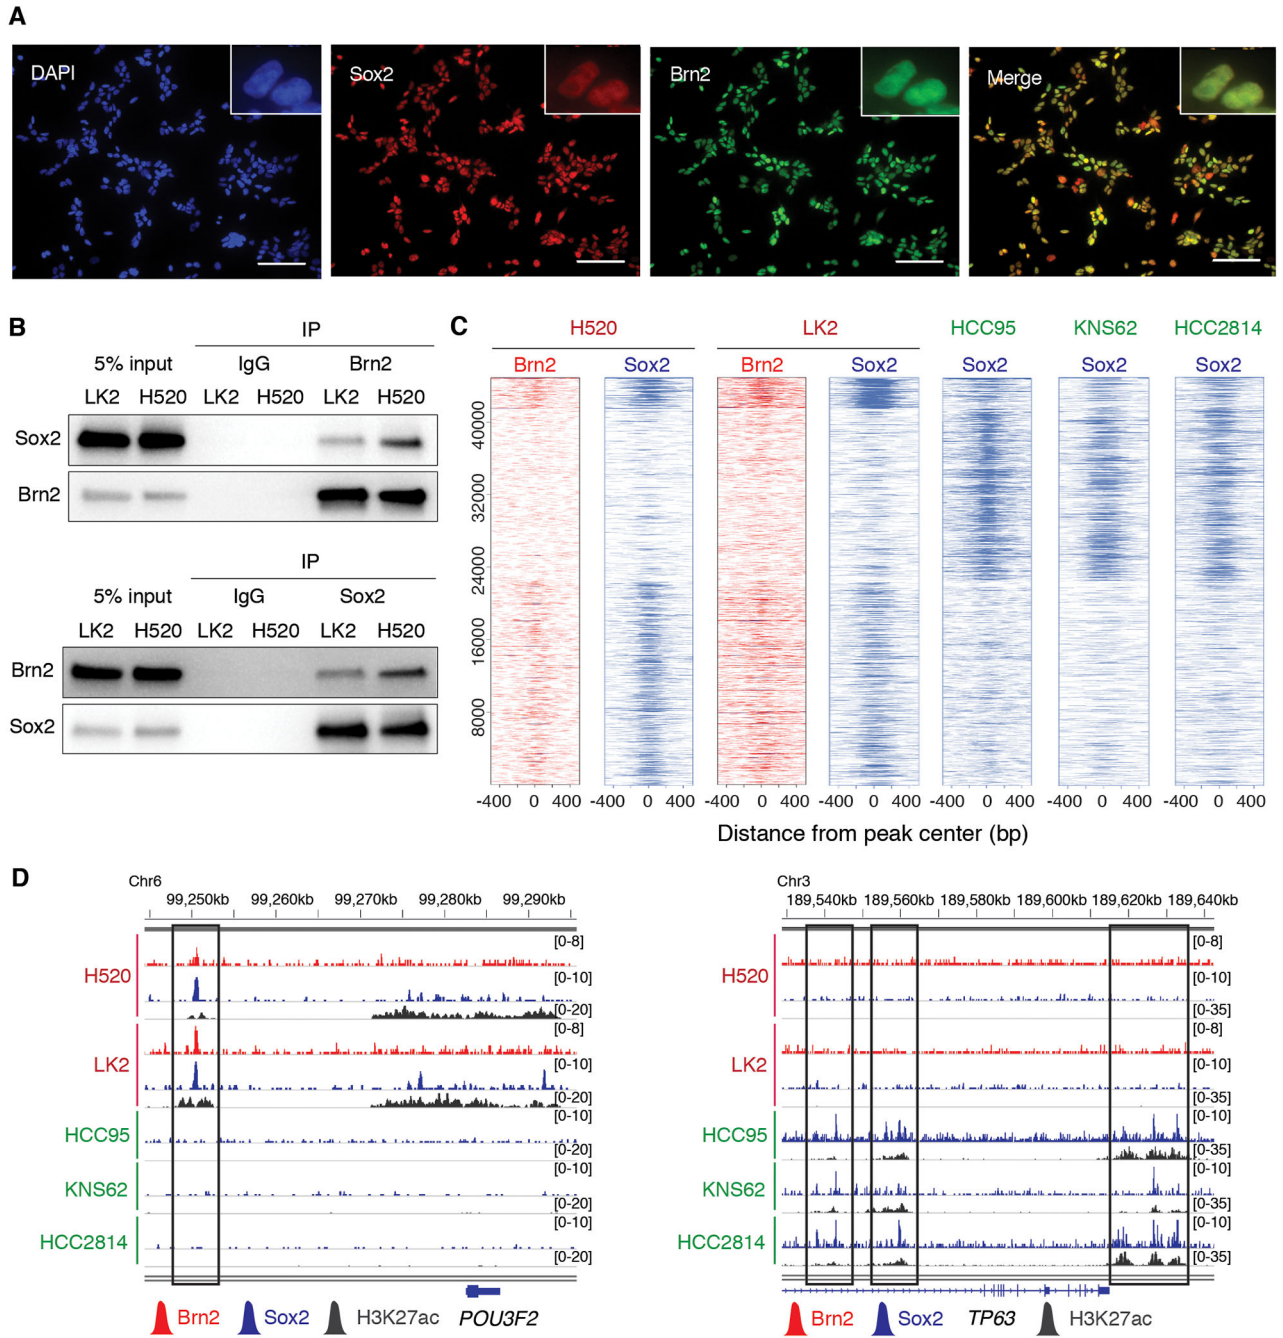 A
DAPI
Sox2
Brn2
Merge
B
IP
5% input IgG Brn2
LK2 H520 LK2 H520 LK2 H520
Sox2
Brn2
IP
5% input IgG Sox2
LK2 H520 LK2 H520 LK2 H520
Brn2
Sox2
C
H520 LK2 HCC95 KNS62 HCC2814
Brn2 Sox2 Brn2 Sox2 Sox2 Sox2 Sox2
40000
32000
24000
16000
8000
-400 0 400 -400 0 400 -400 0 400 -400 0 400 -400 0 400 -400 0 400 -400 0 400
Distance from peak center (bp)
D
Chr6
99,250kb 99,260kb 99,270kb 99,280kb 99,290kb
H520
[0-8]
[0-10]
[0-20]
LK2
[0-8]
[0-10]
[0-20]
HCC95
[0-10]
[0-20]
KNS62
[0-10]
[0-20]
HCC2814
[0-10]
[0-20]
Brn2 Sox2 H3K27ac POU3F2
Chr3
189,540kb 189,560kb 189,580kb 189,600kb 189,620kb 189,640kb
H520
[0-8]
[0-10]
[0-35]
LK2
[0-8]
[0-10]
[0-35]
HCC95
[0-10]
[0-35]
KNS62
[0-10]
[0-35]
HCC2814
[0-10]
[0-35]
Brn2 Sox2 TP63 H3K27ac